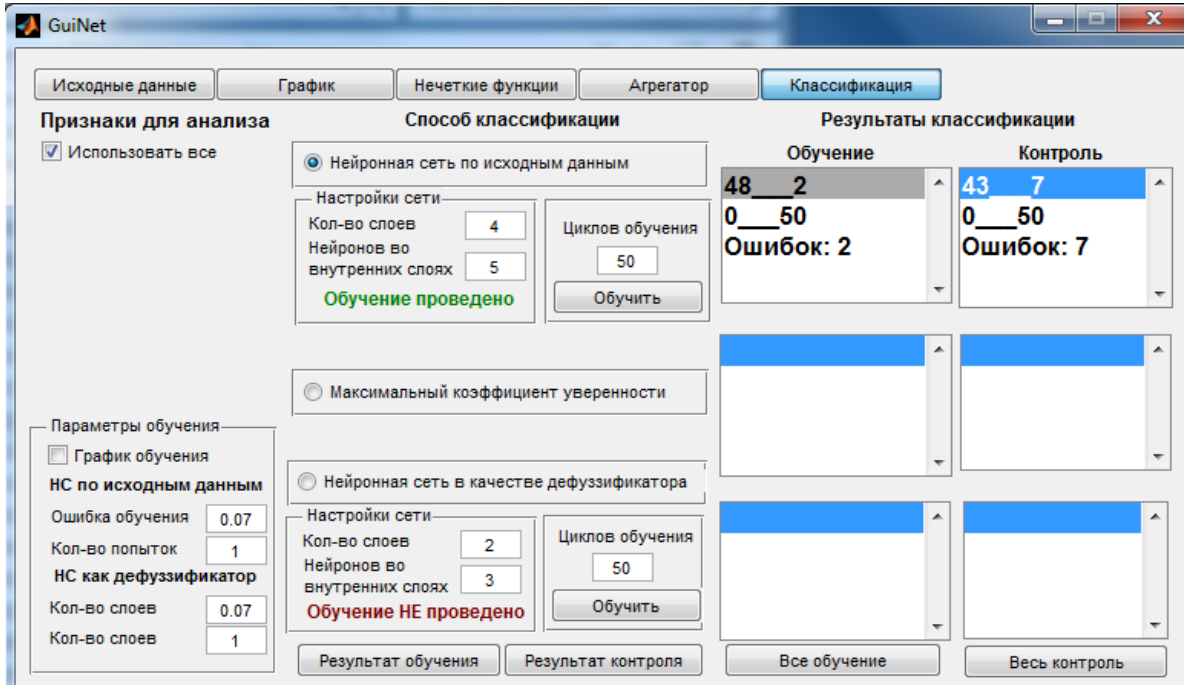 GuiNet
Исходные данные
График
Нечеткие функции
Агрегатор
Классификация
Признаки для анализа
Использовать все
Способ классификации
Нейронная сеть по исходным данным
Настройки сети
Кол-во слоев 4
Нейронов во
внутренних слоях 5
Обучение проведено
Циклов обучения
50
Обучить
Максимальный коэффициент уверенности
Нейронная сеть в качестве дефуззификатора
Настройки сети
Кол-во слоев 2
Нейронов во
внутренних слоях 3
Обучение НЕ проведено
Циклов обучения
50
Обучить
Результат обучения
Результат контроля
Параметры обучения
График обучения
НС по исходным данным
Ошибка обучения 0.07
Кол-во попыток 1
НС как дефуззификатор
Кол-во слоев 0.07
Кол-во слоев 1
Результаты классификации
Обучение
48___2
0___50
Ошибок: 2
Контроль
43___7
0___50
Ошибок: 7
Все обучение
Весь контроль